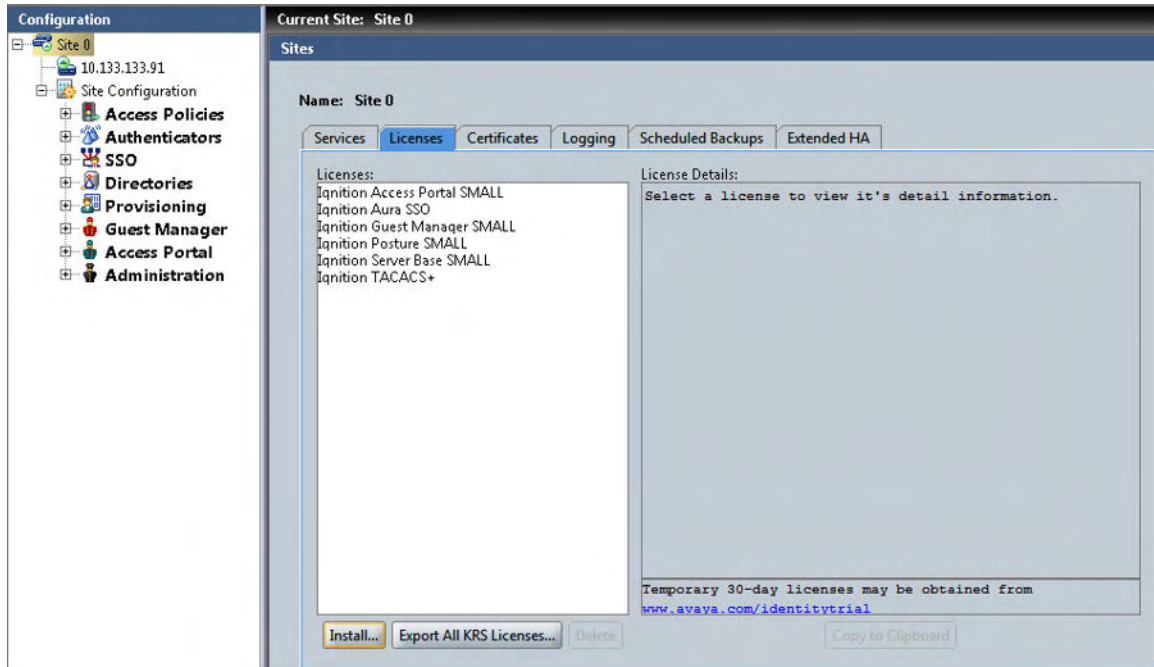 Configuration
Site 0
10.133.133.91
Site Configuration
Access Policies
Authenticators
SSO
Directories
Provisioning
Guest Manager
Access Portal
Administration
Current Site: Site 0
Sites
Name: Site 0
Services Licenses Certificates Logging Scheduled Backups Extended HA
Licenses:
Ignition Access Portal SMALL
Ignition Aura SSO
Ignition Guest Manager SMALL
Ignition Posture SMALL
Ignition Server Base SMALL
Ignition TACACS+
License Details:
Select a license to view it's detail information.
Temporary 30-day licenses may be obtained from
www.avaya.com/identitytrial
Install... Export All KRS Licenses... Delete Copy to Clipboard